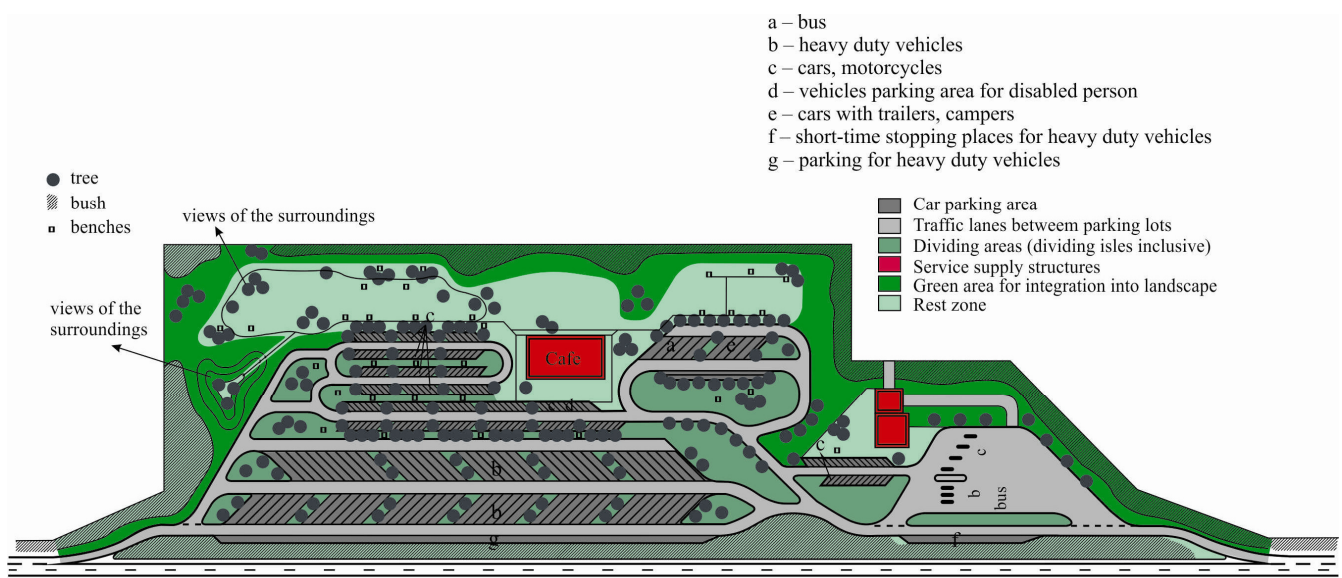 a – bus
b – heavy duty vehicles
c – cars, motorcycles
d – vehicles parking area for disabled person
e – cars with trailers, campers
f – short-time stopping places for heavy duty vehicles
g – parking for heavy duty vehicles
tree
bush
benches
views of the surroundings
views of the
surroundings
Car parking area
Traffic lanes betweem parking lots
Dividing areas (dividing isles inclusive)
Service supply structures
Green area for integration into landscape
Rest zone
c
a
e
Cafe
c
d
c
c
b
b
bus
b
g
f